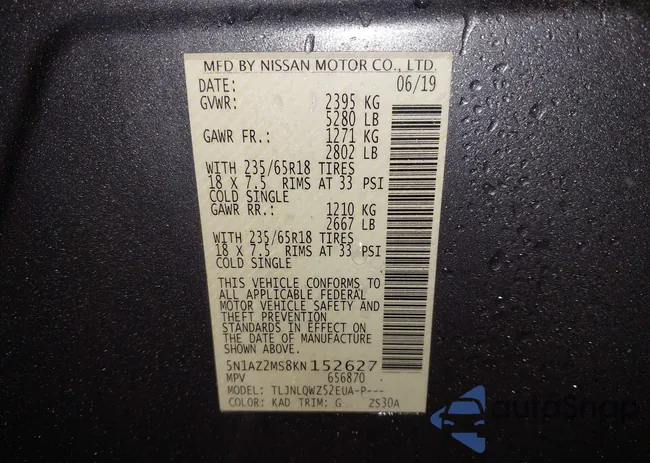 MFD BY NISSAN MOTOR CO., LTD.
DATE: 06/19
GVWR: 2395 KG
5280 LB
GAWR FR.: 1271 KG
2802 LB
WITH 235/65R18 TIRES
18 X 7.5 RIMS AT 33 PSI
COLD SINGLE
GAWR RR.: 1210 KG
2667 LB
WITH 235/65R18 TIRES
18 X 7.5 RIMS AT 33 PSI
COLD SINGLE
THIS VEHICLE CONFORMS TO
ALL APPLICABLE FEDERAL
MOTOR VEHICLE SAFETY AND
THEFT PREVENTION
STANDARDS IN EFFECT ON
THE DATE OF MANUFACTURE
SHOWN ABOVE.
5N1AZ2MS8KN152627
MPV 6S6870
MODEL: TLJNLQWZ52EUA-P---
COLOR: KAD TRIM: G ZS30A
autoSnap